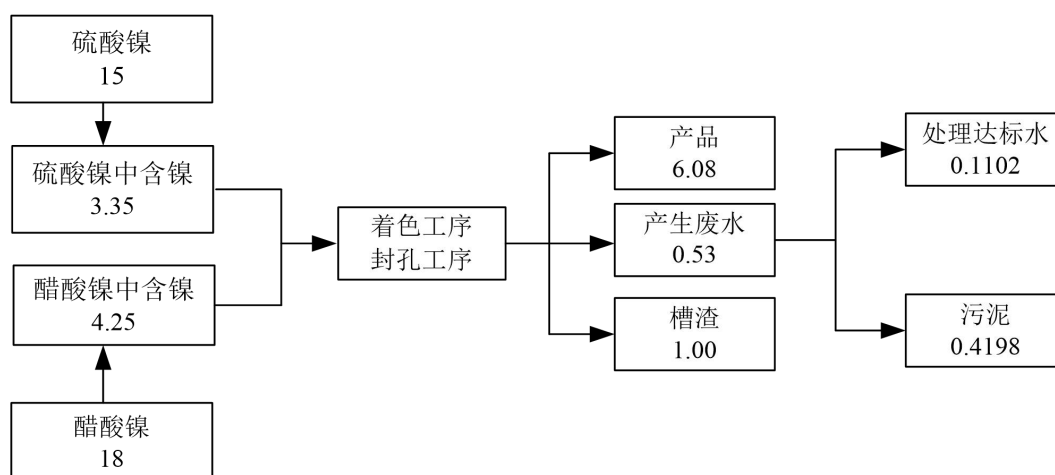 硫酸镍
15
硫酸镍中含镍
3.35
醋酸镍中含镍
4.25
醋酸镍
18
着色工序
封孔工序
产品
6.08
产生废水
0.53
槽渣
1.00
处理达标水
0.1102
污泥
0.4198